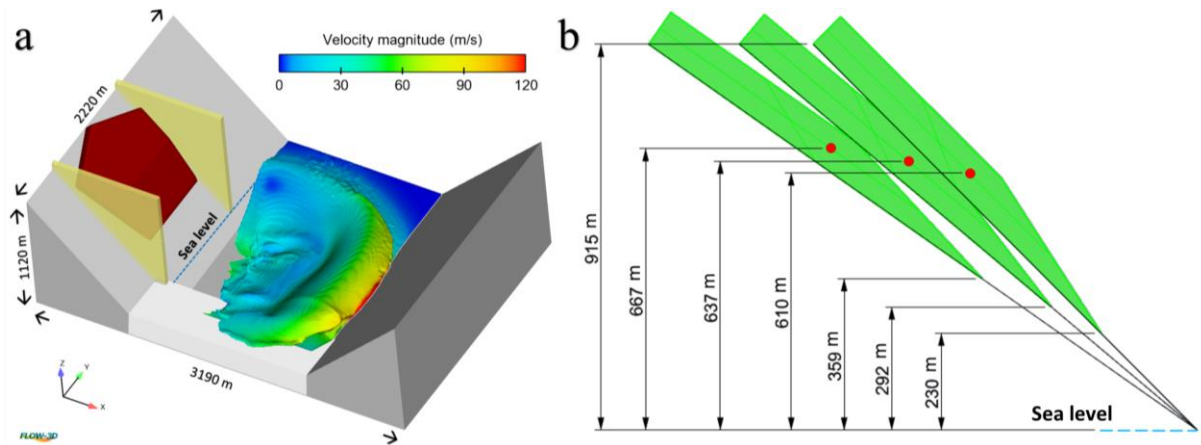 a
Velocity magnitude (m/s)
0 30 60 90 120
2220 m
Sea level
1120 m
3190 m
Z
Y
X
FLOW-3D
b
915 m
667 m
637 m
610 m
359 m
292 m
230 m
Sea level